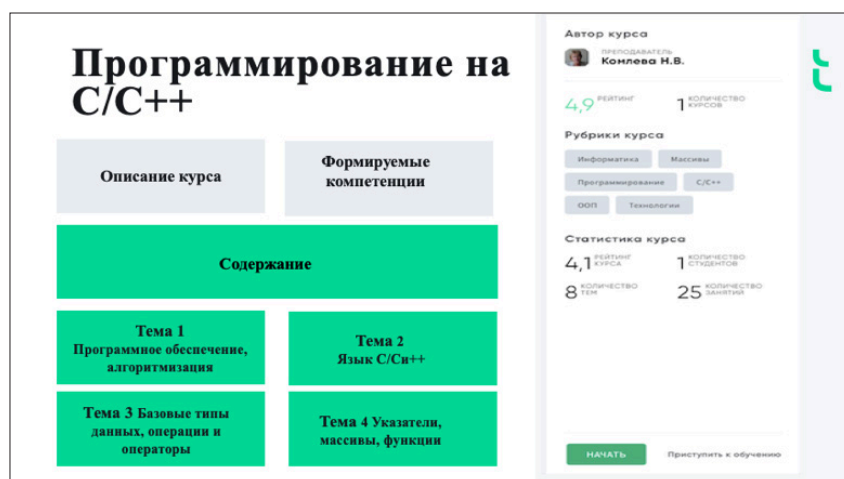 Программирование на
С/С++
Описание курса
Формируемые
компетенции
Содержание
Тема 1
Программное обеспечение,
алгоритмизация
Тема 2
Язык С/Си++
Тема 3 Базовые типы
данных, операции и
операторы
Тема 4 Указатели,
массивы, функции
Автор курса
ПРЕПОДАВАТЕЛЬ
Комлева Н.В.
4,9 РЕЙТИНГ
1 КОЛИЧЕСТВО
КУРСОВ
Рубрики курса
Информатика
Массивы
Программирование
С/С++
ООП
Технологии
Статистика курса
4,1 РЕЙТИНГ
КУРСА
1 КОЛИЧЕСТВО
СТУДЕНТОВ
8 КОЛИЧЕСТВО
ТЕМ
25 КОЛИЧЕСТВО
ЗАНЯТИЙ
НАЧАТЬ
Приступить к обучению